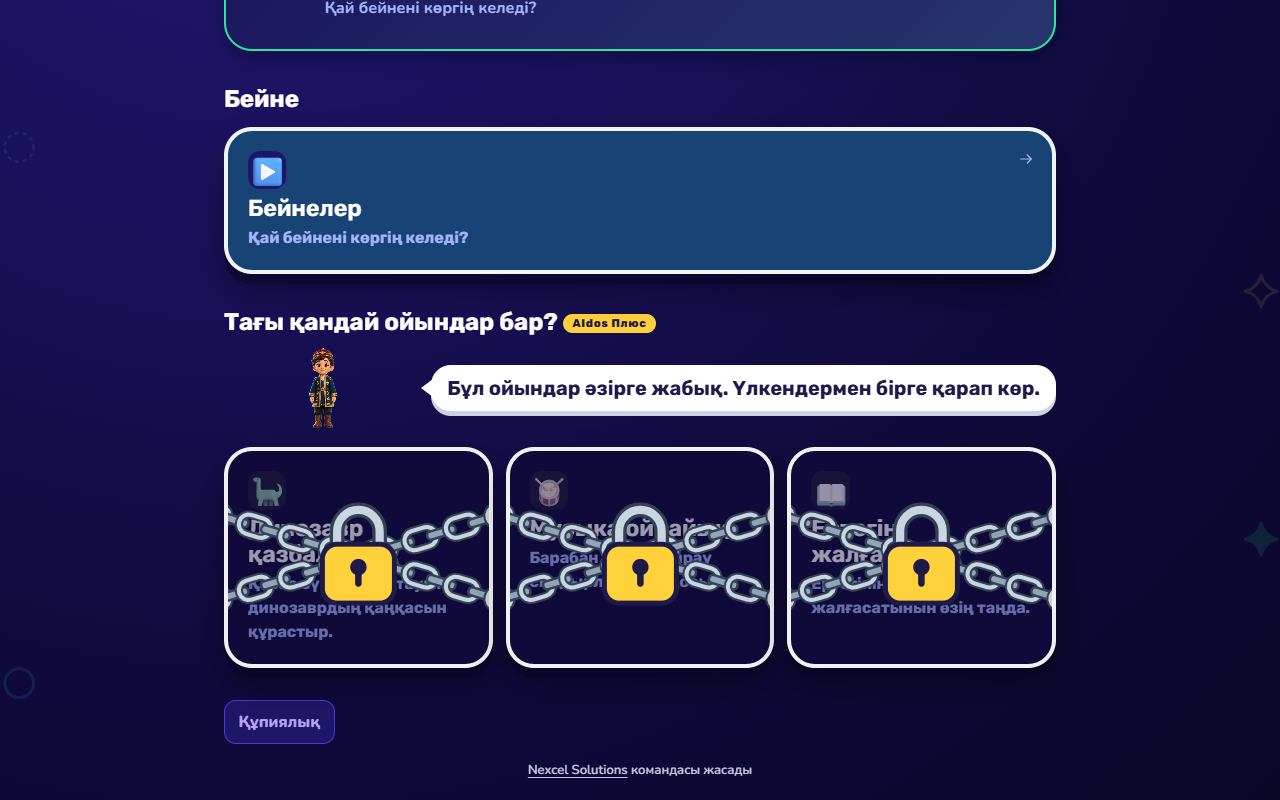 Қай бейнені көргің келеді?
Бейне
Бейнелер
Қай бейнені көргің келеді?
Тағы қандай ойындар бар? Aldos Плюс
Бұл ойындар әзірге жабық. Үлкендермен бірге қарап көр.
динозаврдың қаңқасын
құрастыр.
Барабан
жалғасатынын өзің таңда.
Құпиялық
Nexcel Solutions командасы жасады